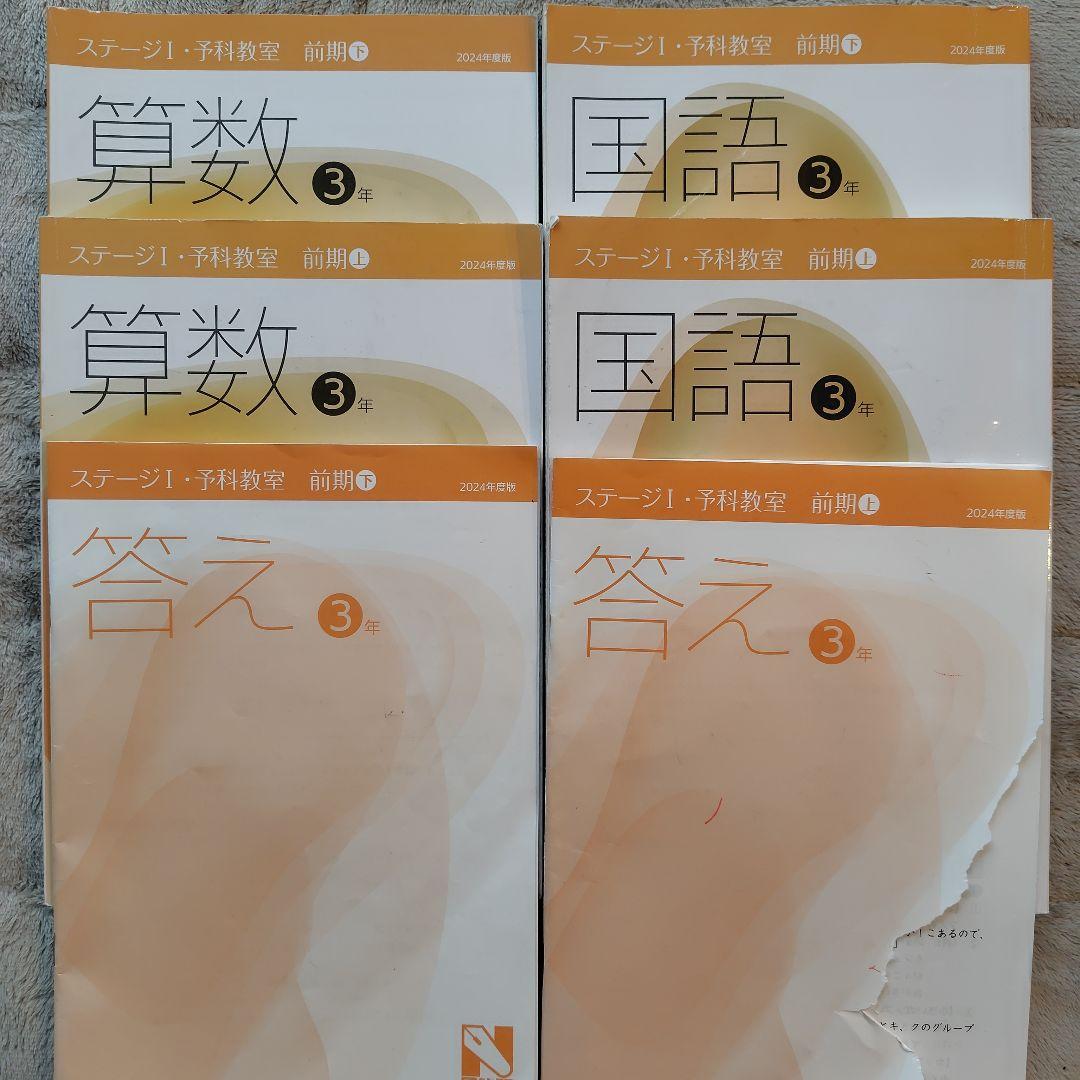 ステージⅠ・予科教室 前期下 2024年度版
算数 3年
ステージⅠ・予科教室 前期下 2024年度版
国語 3年
ステージⅠ・予科教室 前期上 2024年度版
算数 3年
ステージⅠ・予科教室 前期上 2024年度版
国語 3年
ステージⅠ・予科教室 前期下 2024年度版
答え 3年
ステージⅠ・予科教室 前期上 2024年度版
答え 3年
こあるので、
キ、クのグループ
N